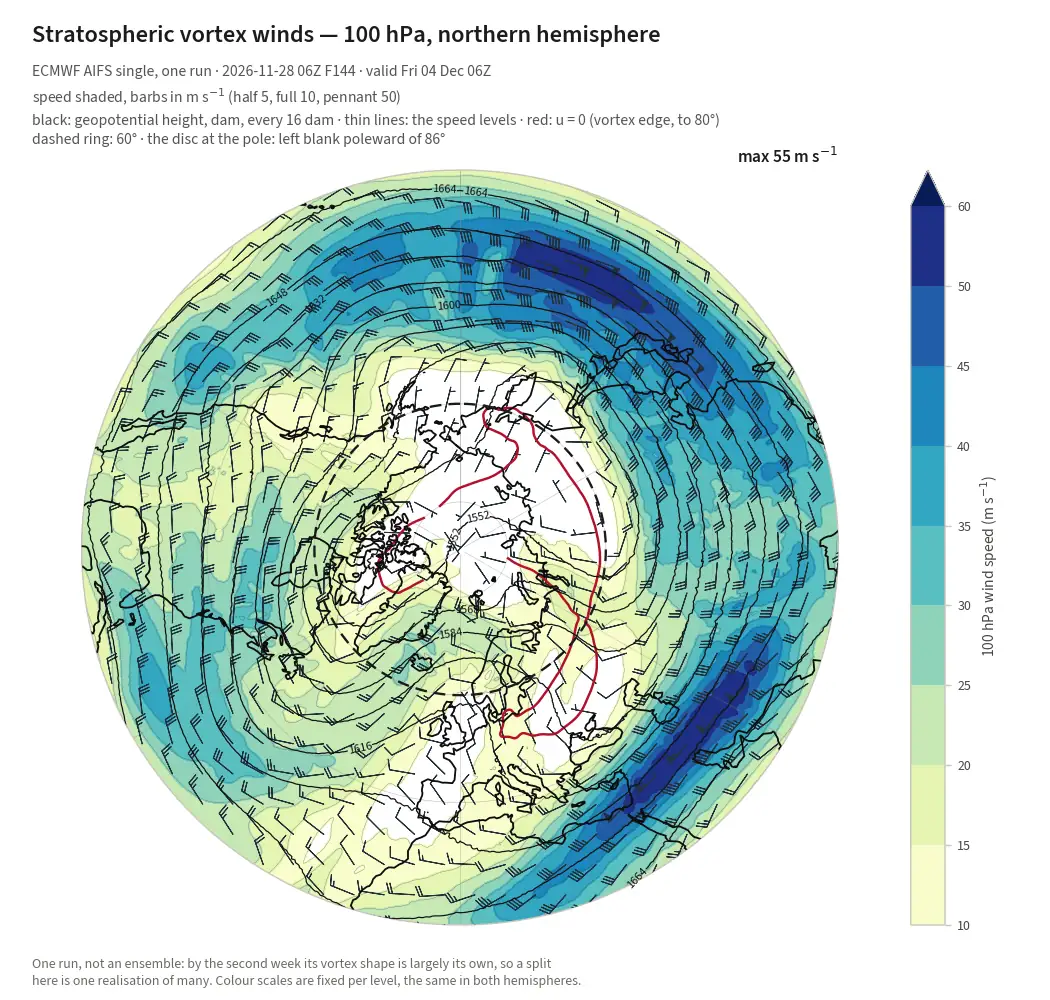 Stratospheric vortex winds — 100 hPa, northern hemisphere
ECMWF AIFS single, one run · 2026-11-28 06Z F144 · valid Fri 04 Dec 06Z
speed shaded, barbs in m s⁻¹ (half 5, full 10, pennant 50)
black: geopotential height, dam, every 16 dam · thin lines: the speed levels · red: u = 0 (vortex edge, to 80°)
dashed ring: 60° · the disc at the pole: left blank poleward of 86°
max 55 m s⁻¹
1664
1664
1648
1632
1600
1552
1552
1568
1584
1616
1664
60
50
45
40
35
30
25
20
15
10
100 hPa wind speed (m s⁻¹)
One run, not an ensemble: by the second week its vortex shape is largely its own, so a split
here is one realisation of many. Colour scales are fixed per level, the same in both hemispheres.